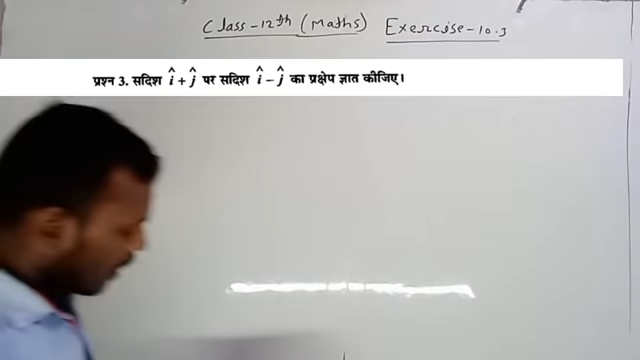 Class-12th (Maths) Exercise-10.3
प्रश्न 3. सदिश î + ĵ पर सदिश î − ĵ का प्रक्षेप ज्ञात कीजिए।